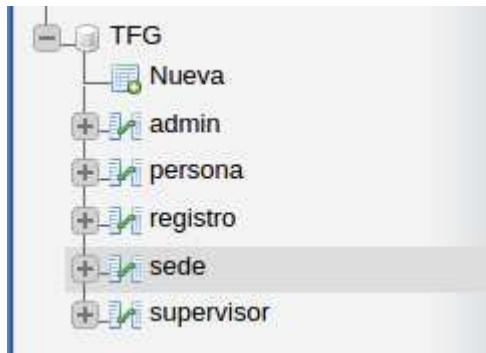 TFG
Nueva
admin
persona
registro
sede
supervisor